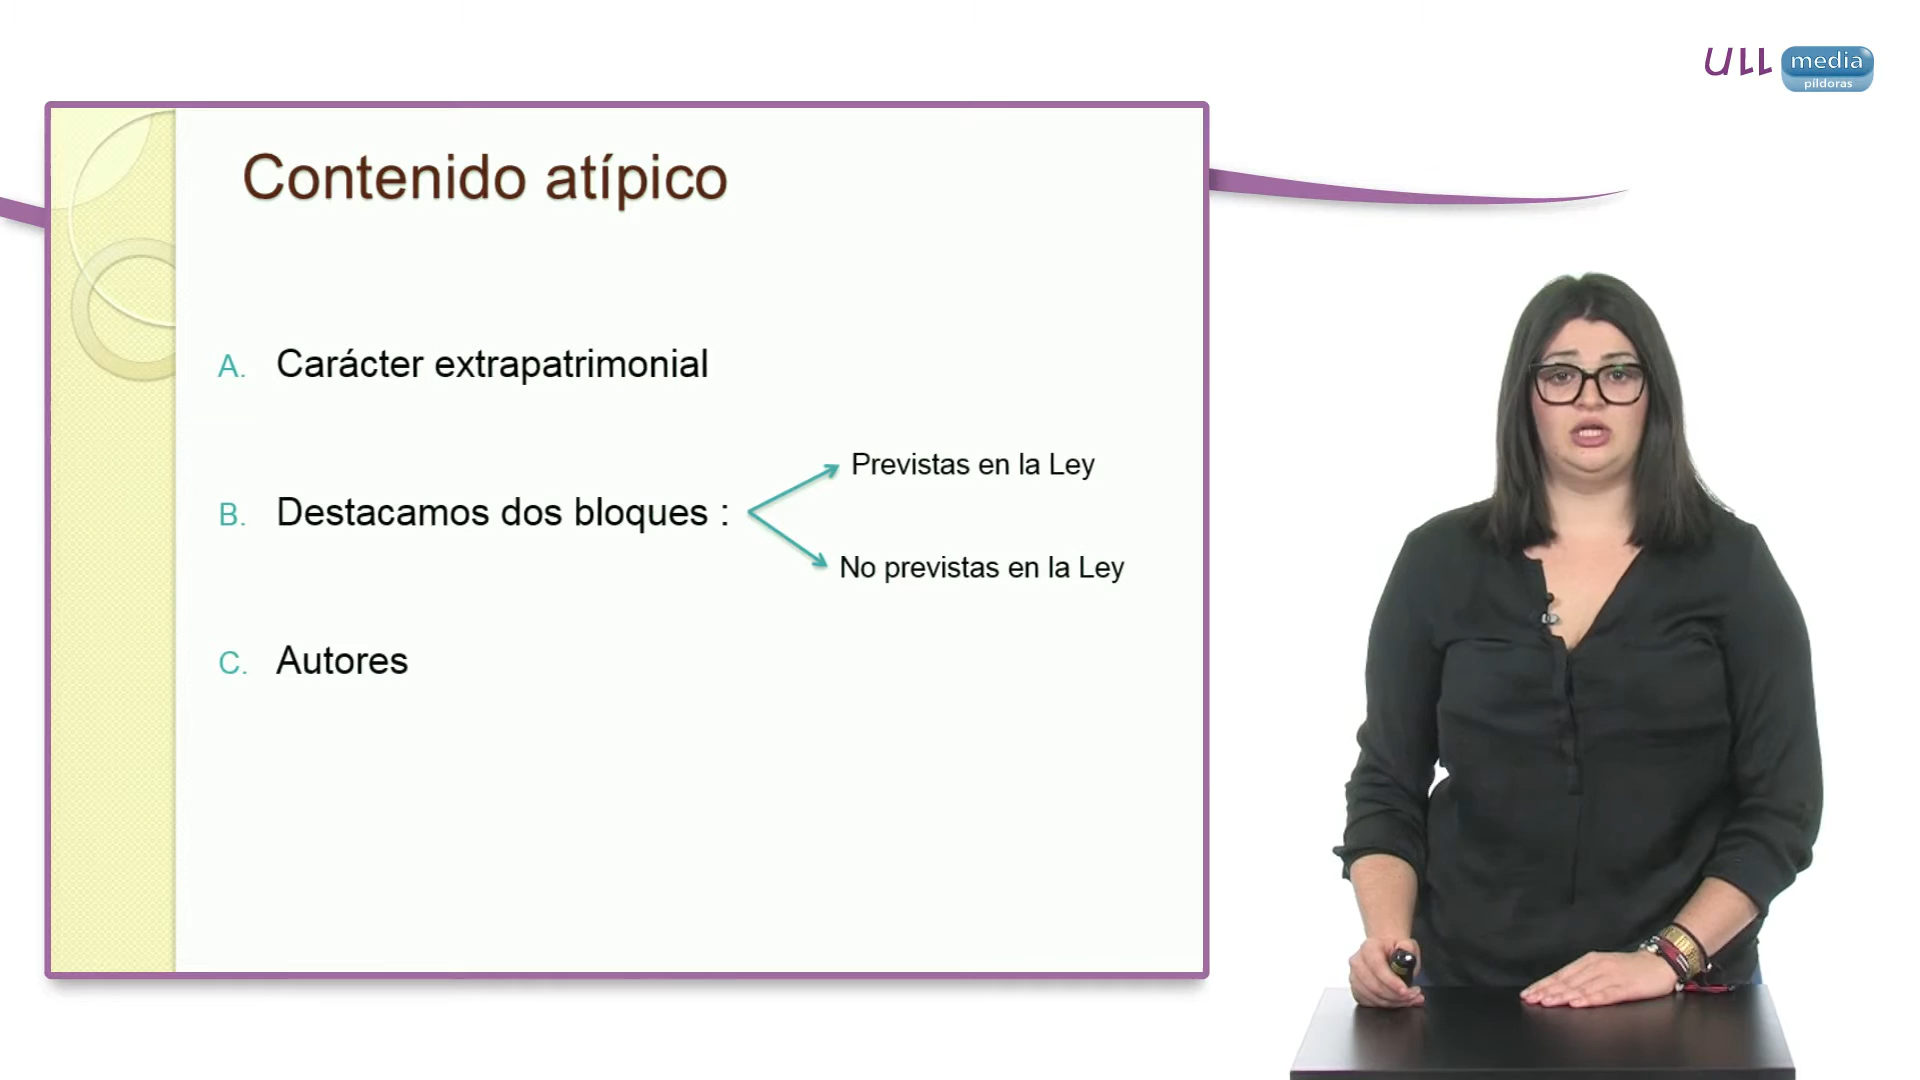 ULL media
píldoras
Contenido atípico
A. Carácter extrapatrimonial
Previstas en la Ley
B. Destacamos dos bloques :
No previstas en la Ley
C. Autores